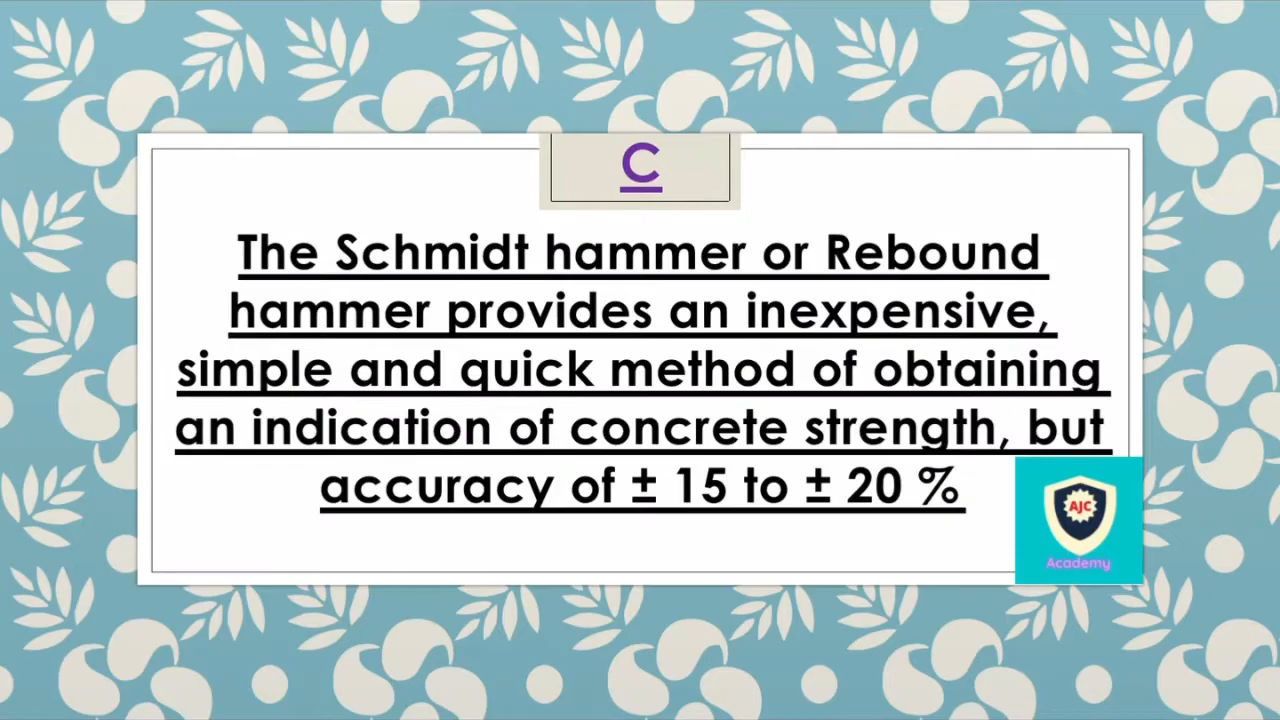 C
The Schmidt hammer or Rebound
hammer provides an inexpensive,
simple and quick method of obtaining
an indication of concrete strength, but
accuracy of ± 15 to ± 20 %
AJC
Academy